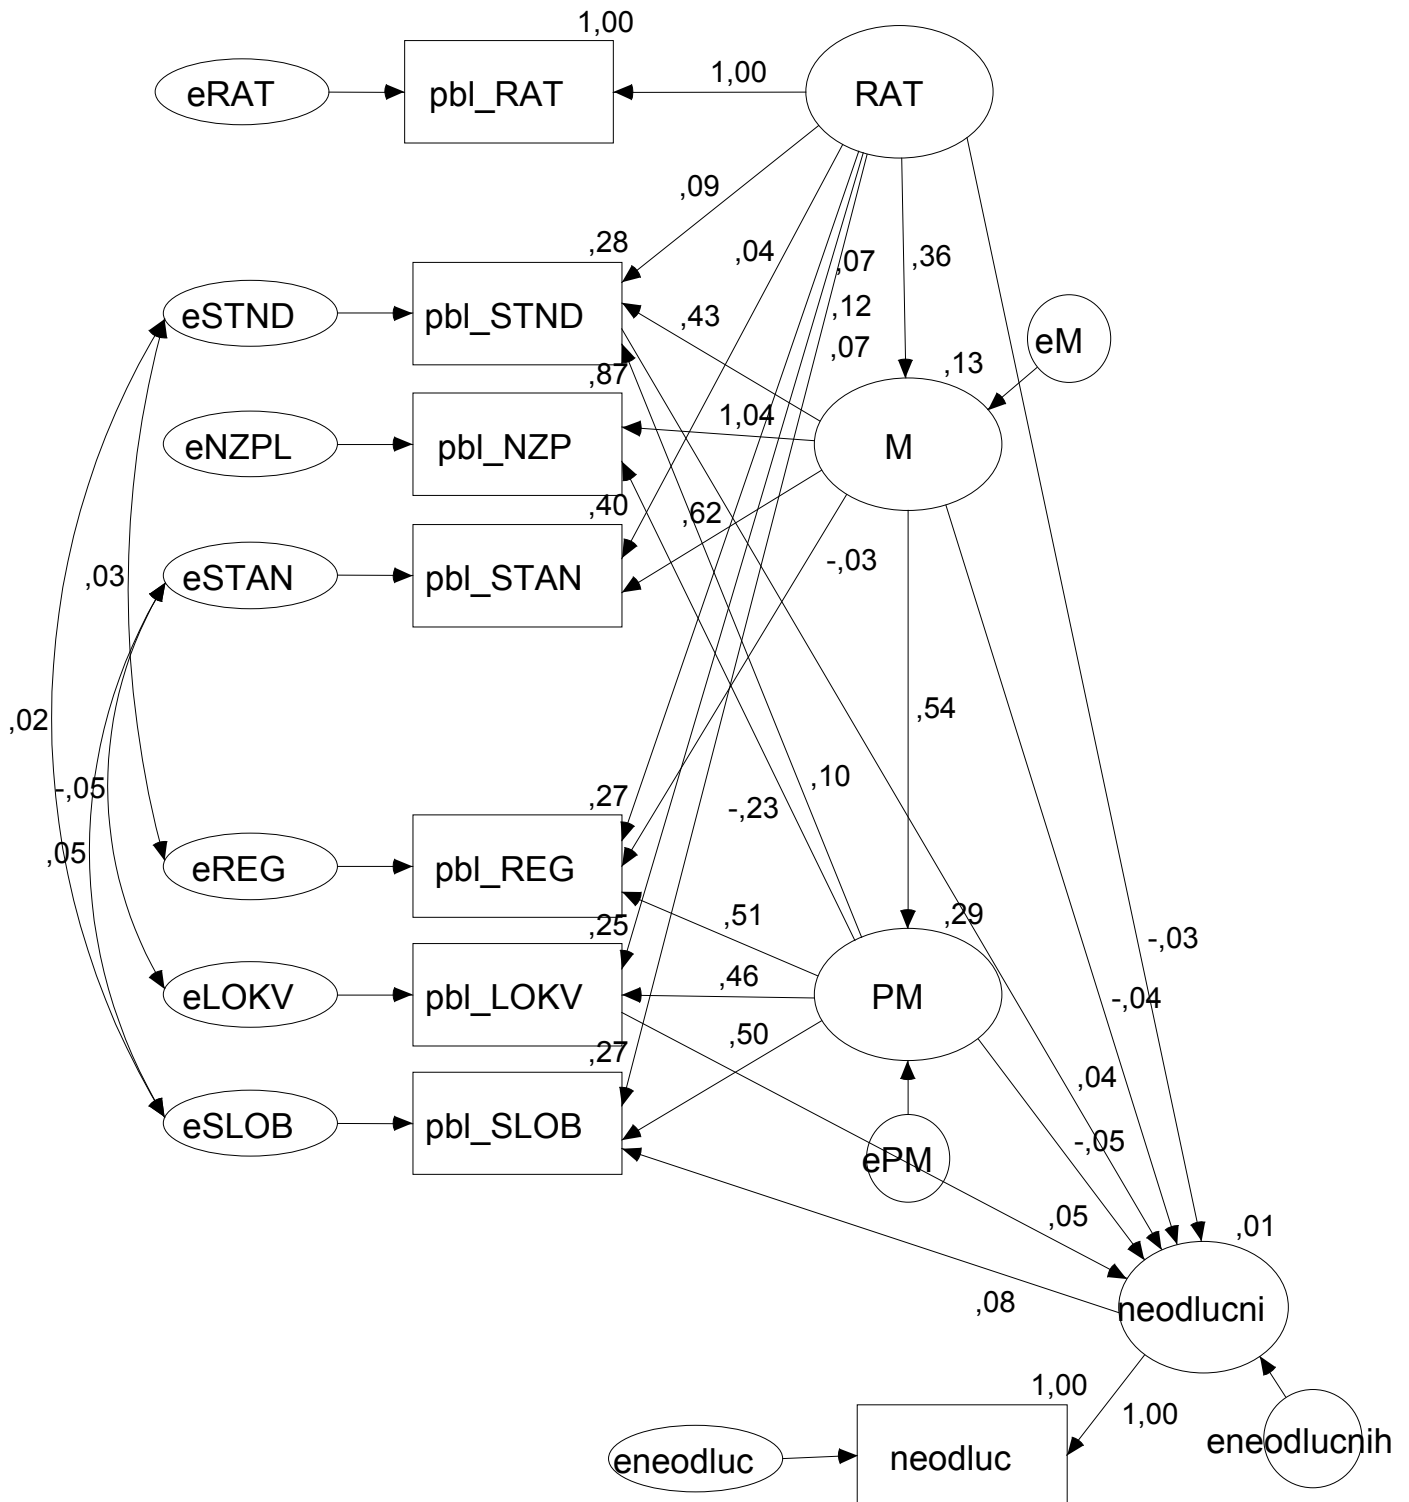 1,00
eRAT
pbl_RAT
1,00
RAT
,09
,28
,04
,07
,36
eSTND
pbl_STND
,43
,12
,07
eM
,13
,87
1,04
eNZPL
pbl_NZP
M
,40
,62
-,03
,03
eSTAN
pbl_STAN
,02
,54
-,05
,27
,10
-,23
,05
eREG
pbl_REG
,51
,29
,25
-,03
,46
eLOKV
pbl_LOKV
PM
-,04
,50
,27
,04
eSLOB
pbl_SLOB
-,05
ePM
,05
,01
,08
neodlucni
1,00
1,00
eneodluc
neodluc
eneodlucnih